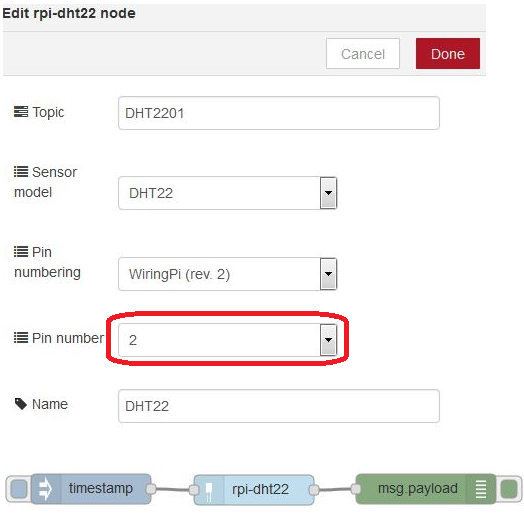 Edit rpi-dht22 node
Cancel
Done
Topic
DHT2201
Sensor
model
DHT22
Pin
numbering
WiringPi (rev. 2)
Pin number
2
Name
DHT22
timestamp
rpi-dht22
msg.payload